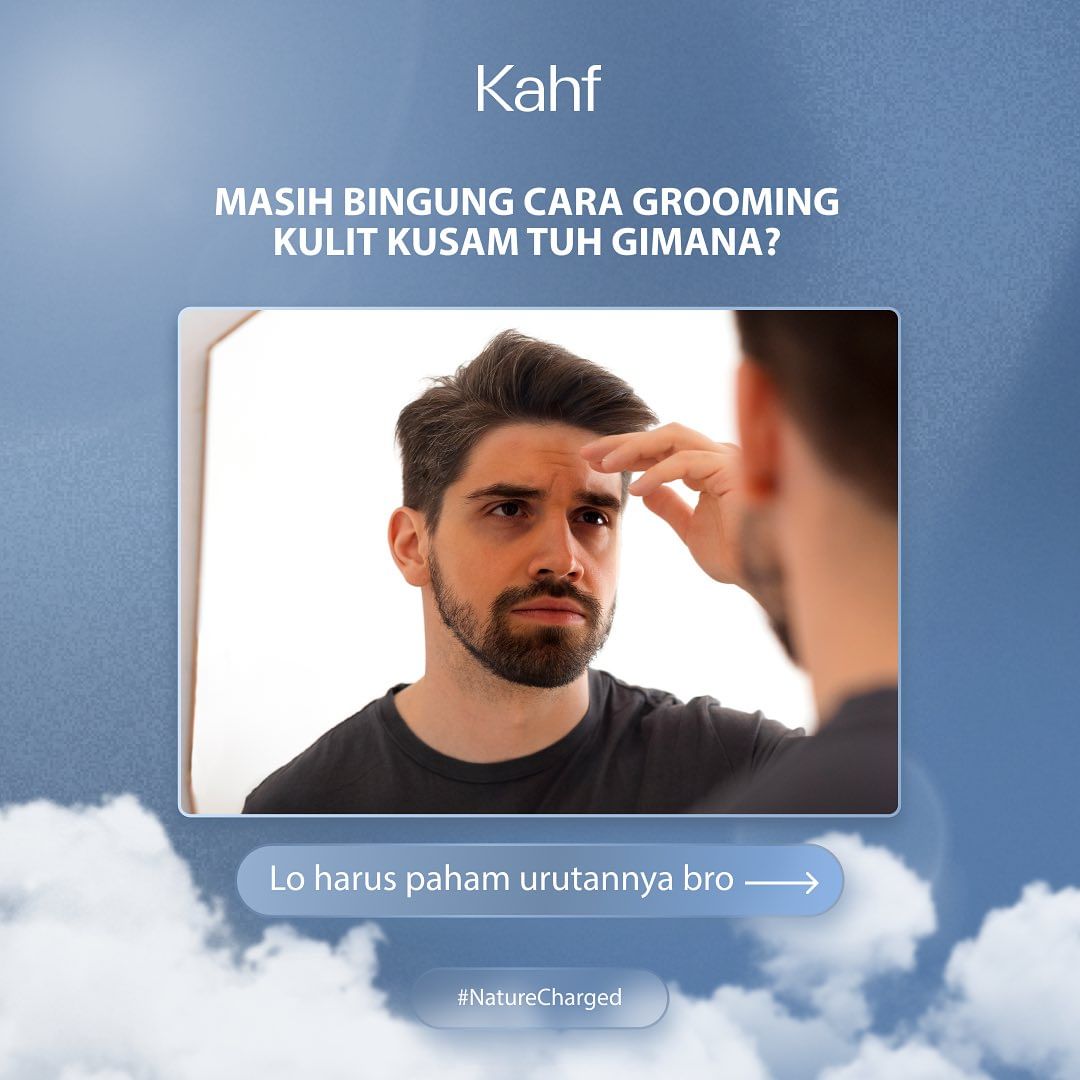 Kahf
MASIH BINGUNG CARA GROOMING
KULIT KUSAM TUH GIMANA?
Lo harus paham urutannya bro
#NatureCharged